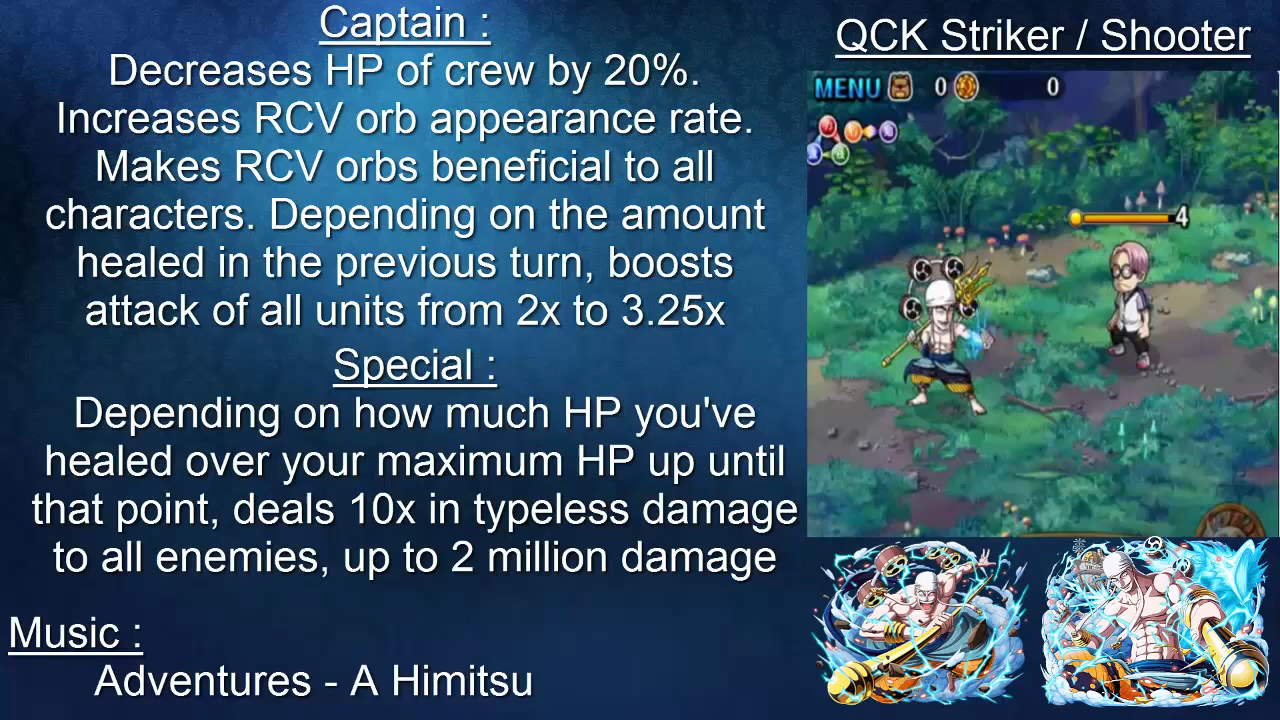 Captain :
Decreases HP of crew by 20%.
Increases RCV orb appearance rate.
Makes RCV orbs beneficial to all
characters. Depending on the amount
healed in the previous turn, boosts
attack of all units from 2x to 3.25x
Special :
Depending on how much HP you've
healed over your maximum HP up until
that point, deals 10x in typeless damage
to all enemies, up to 2 million damage
Music :
Adventures - A Himitsu
QCK Striker / Shooter
MENU 0 0
4